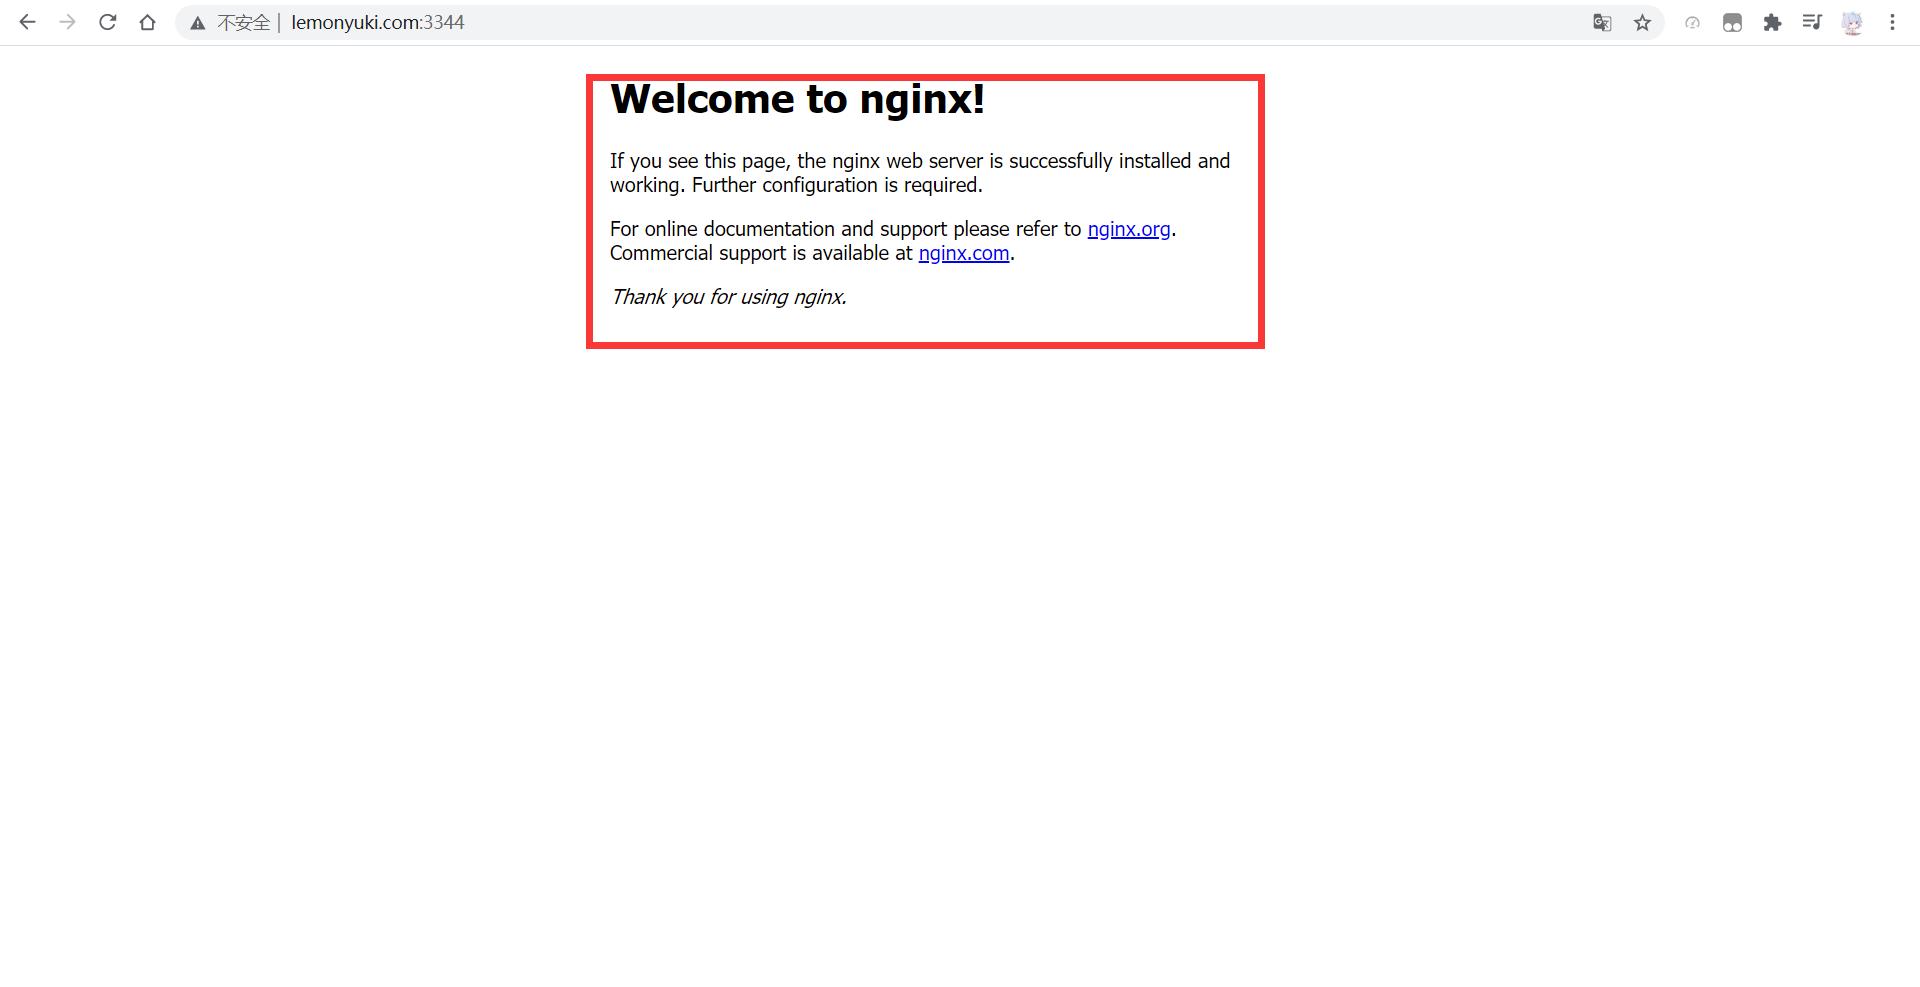 不安全 | lemonyuki.com:3344
Welcome to nginx!
If you see this page, the nginx web server is successfully installed and
working. Further configuration is required.
For online documentation and support please refer to nginx.org.
Commercial support is available at nginx.com.
Thank you for using nginx.